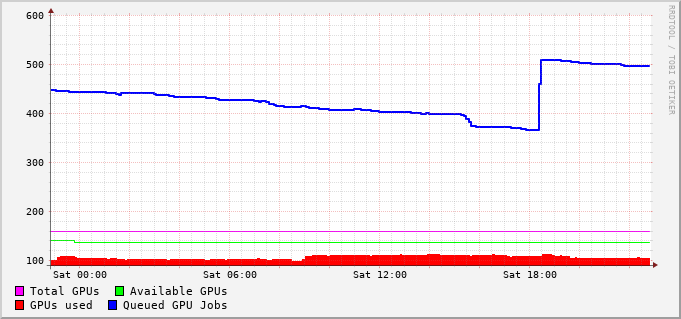 600
500
400
300
200
100
Sat 00:00 Sat 06:00 Sat 12:00 Sat 18:00
Total GPUs Available GPUs
GPUs used Queued GPU Jobs
RRDTOOL / TOBI OETIKER